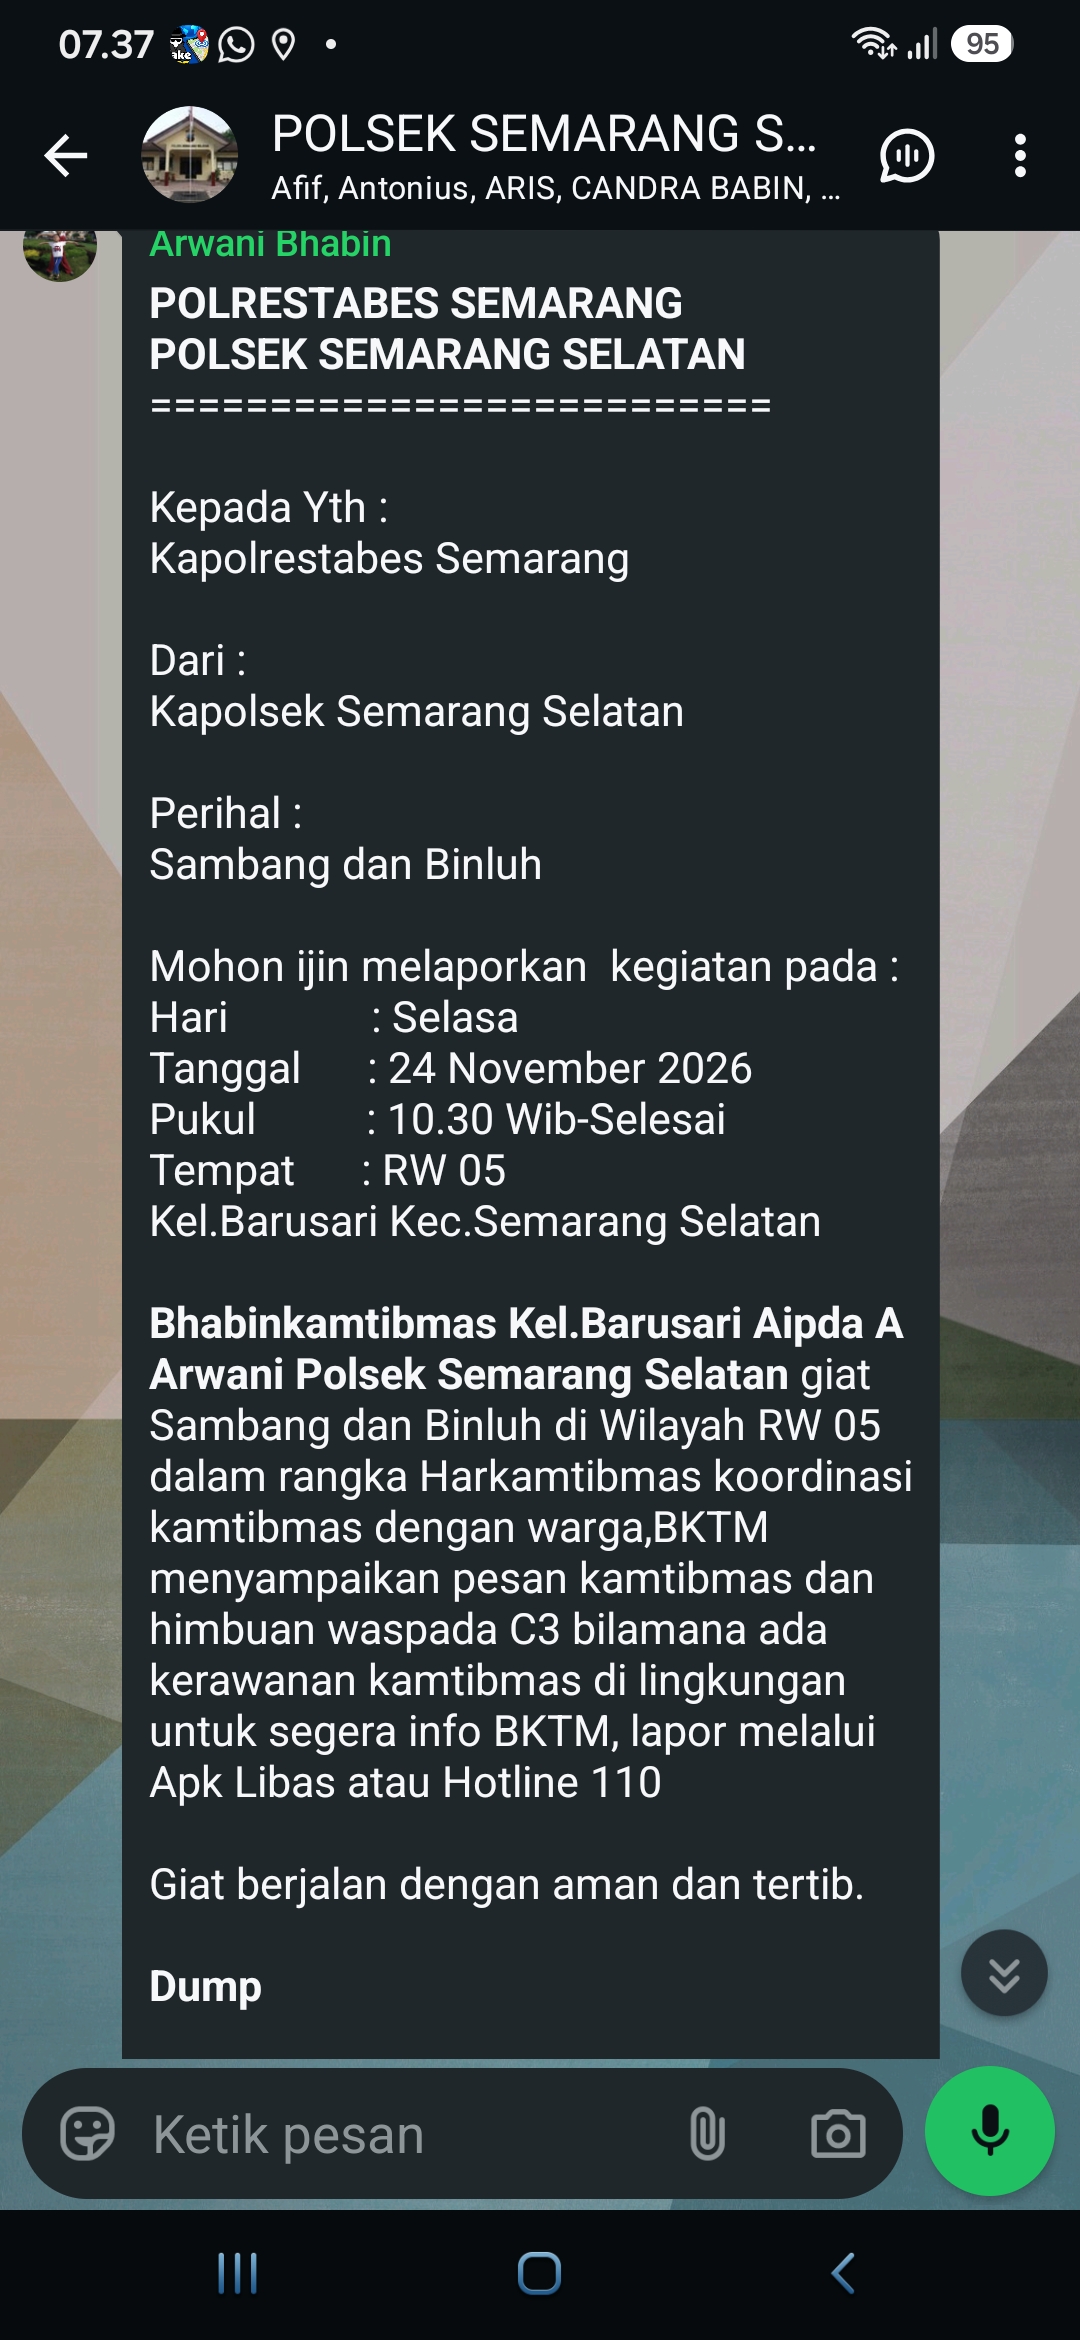 07.37
95
POLSEK SEMARANG S...
Afif, Antonius, ARIS, CANDRA BABIN, ...
Arwani Bhabin
POLRESTABES SEMARANG
POLSEK SEMARANG SELATAN
==========================
Kepada Yth :
Kapolrestabes Semarang
Dari :
Kapolsek Semarang Selatan
Perihal :
Sambang dan Binluh
Mohon ijin melaporkan  kegiatan pada :
Hari : Selasa
Tanggal : 24 November 2026
Pukul : 10.30 Wib-Selesai
Tempat : RW 05
Kel.Barusari Kec.Semarang Selatan
Bhabinkamtibmas Kel.Barusari Aipda A
Arwani Polsek Semarang Selatan giat
Sambang dan Binluh di Wilayah RW 05
dalam rangka Harkamtibmas koordinasi
kamtibmas dengan warga,BKTM
menyampaikan pesan kamtibmas dan
himbuan waspada C3 bilamana ada
kerawanan kamtibmas di lingkungan
untuk segera info BKTM, lapor melalui
Apk Libas atau Hotline 110
Giat berjalan dengan aman dan tertib.
Dump
Ketik pesan